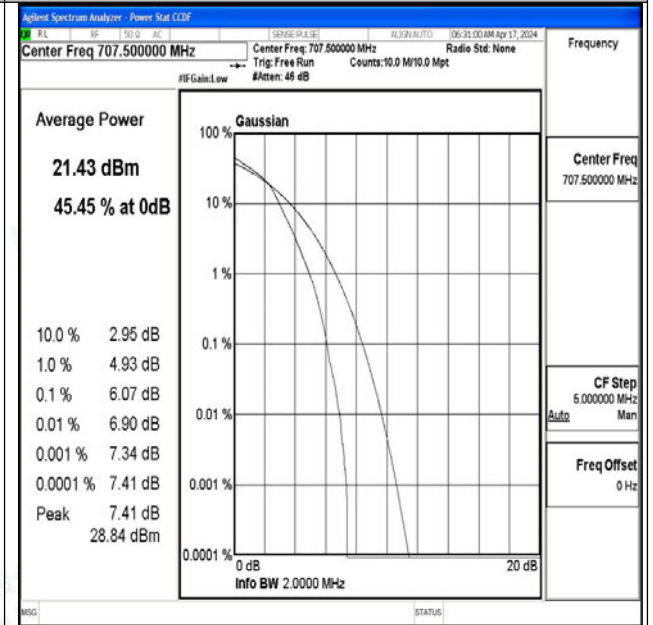 Agilent Spectrum Analyzer - Power Stat CCDF
RL RF 50 Ω AC SENSE:PULSE ALIGN AUTO 06:31:00 AM Apr 17, 2024
Center Freq 707.500000 MHz
Center Freq: 707.500000 MHz Radio Std: None
Trig: Free Run Counts:10.0 M/10.0 Mpt
#IFGain:Low #Atten: 46 dB
Frequency
Average Power
21.43 dBm
45.45 % at 0dB
10.0 % 2.95 dB
1.0 % 4.93 dB
0.1 % 6.07 dB
0.01 % 6.90 dB
0.001 % 7.34 dB
0.0001 % 7.41 dB
Peak 7.41 dB
28.84 dBm
Gaussian
100 %
10 %
1 %
0.1 %
0.01 %
0.001 %
0.0001 %
0 dB 20 dB
Info BW 2.0000 MHz
Center Freq
707.500000 MHz
CF Step
5.000000 MHz
Auto Man
Freq Offset
0 Hz
MSG STATUS